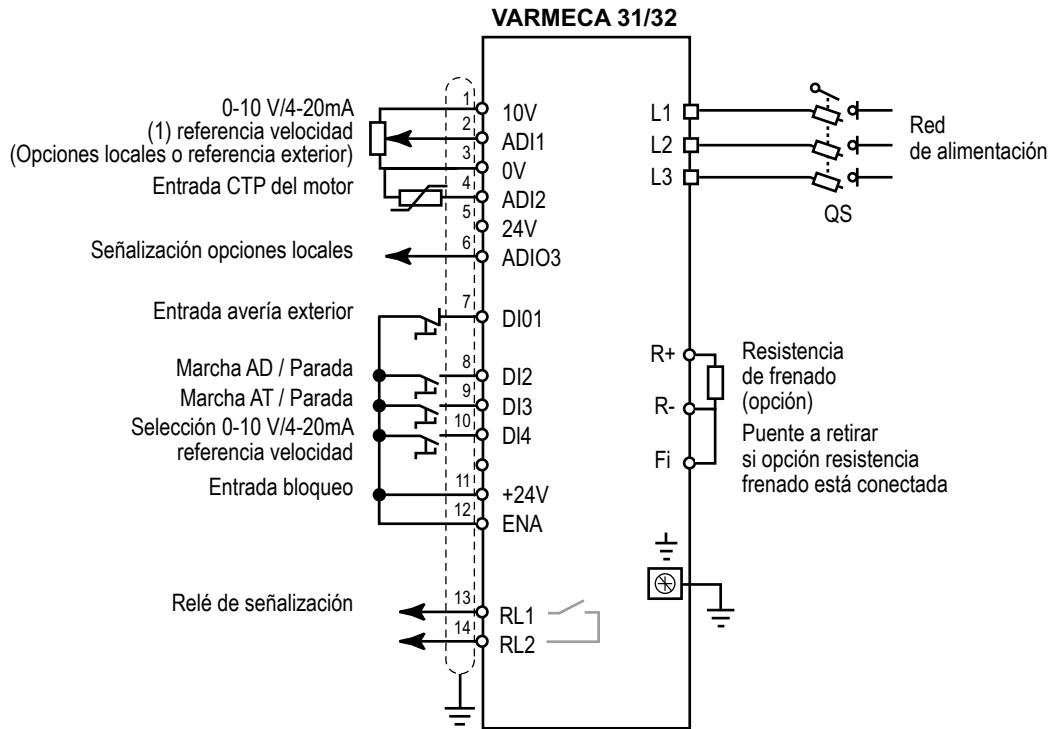 VARMECA 31/32
0-10 V/4-20mA
(1) referencia velocidad
(Opciones locales o referencia exterior)
Entrada CTP del motor
Señalización opciones locales
Entrada avería exterior
Marcha AD / Parada
Marcha AT / Parada
Selección 0-10 V/4-20mA
referencia velocidad
Entrada bloqueo
Relé de señalización
1
10V
2
ADI1
3
0V
4
ADI2
5
24V
6
ADIO3
7
DI01
8
DI2
9
DI3
10
DI4
11
+24V
12
ENA
13
RL1
14
RL2
L1
L2
L3
QS
Red
de alimentación
R+
R-
Fi
Resistencia
de frenado
(opción)
Puente a retirar
si opción resistencia
frenado está conectada